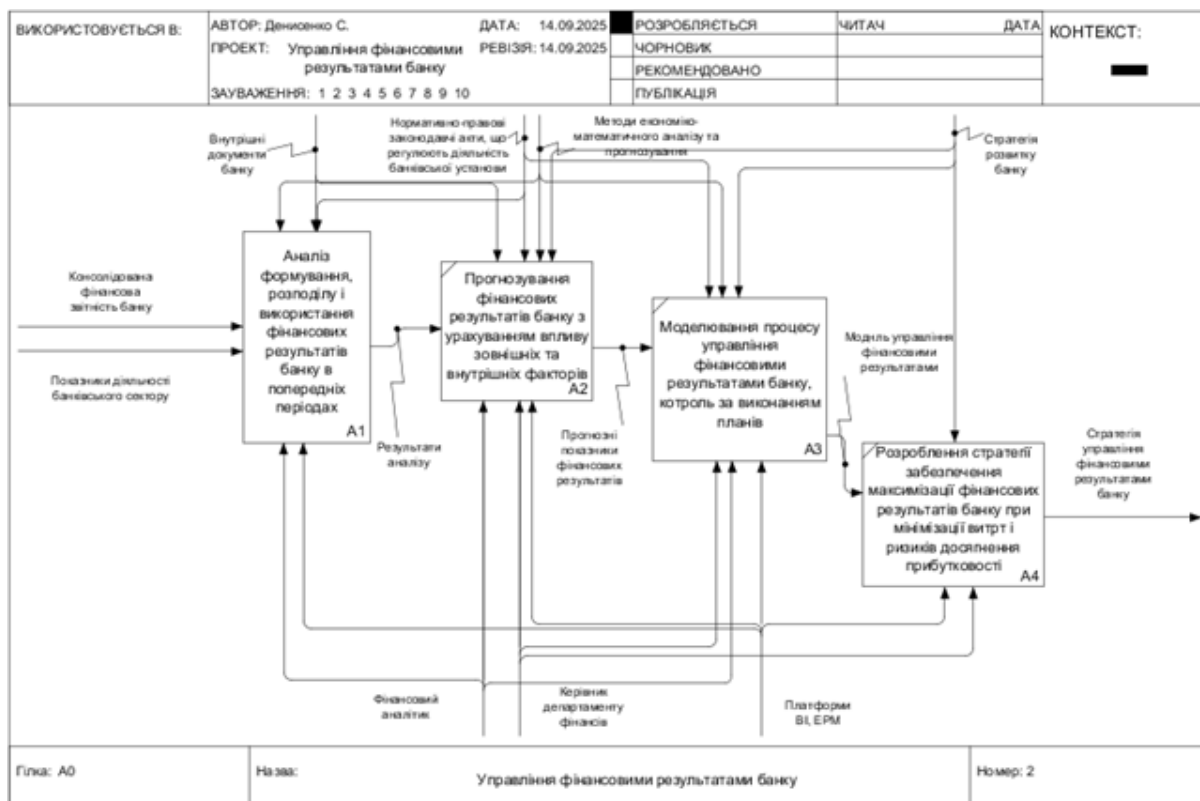 ВИКОРИСТОВУЄТЬСЯ В:
АВТОР: Денисенко С.
ДАТА: 14.09.2025
ПРОЕКТ: Управління фінансовими
результатами банку
РЕВІЗІЯ: 14.09.2025
ЗАУВАЖЕННЯ: 1 2 3 4 5 6 7 8 9 10
РОЗРОБЛЯЄТЬСЯ
ЧОРНОВИК
РЕКОМЕНДОВАНО
ПУБЛІКАЦІЯ
ЧИТАЧ
ДАТА
КОНТЕКСТ:
Внутрішні
документи
банку
Нормативно-правові
законодавчі акти, що
регулюють діяльність
банківської установи
Методи економіко-
математичного аналізу та
прогнозування
Стратегія
розвитку
банку
Консолідована
фінансова
звітність банку
Показники діяльності
банківського сектору
Аналіз
формування,
розподілу і
використання
фінансових
результатів
банку в
попередніх
періодах
A1
Результати
аналізу
Прогнозування
фінансових
результатів банку з
урахуванням впливу
зовнішніх та
внутрішніх факторів
A2
Прогнозні
показники
фінансових
результатів
Моделювання процесу
управління
фінансовими
результатами банку,
котроль за виконанням
планів
A3
Модиль управління
фінансовими
результатами
Розроблення стратегії
забезпечення
максимізації фінансових
результатів банку при
мінімізації витрт і
ризиків досягнення
прибутковості
A4
Стратегія
управління
фінансовими
результатами
банку
Фінансовий
аналітик
Керівник
департаменту
фінансів
Платформи
BI, EPM
Гілка: A0
Назва:
Управління фінансовими результатами банку
Номер: 2